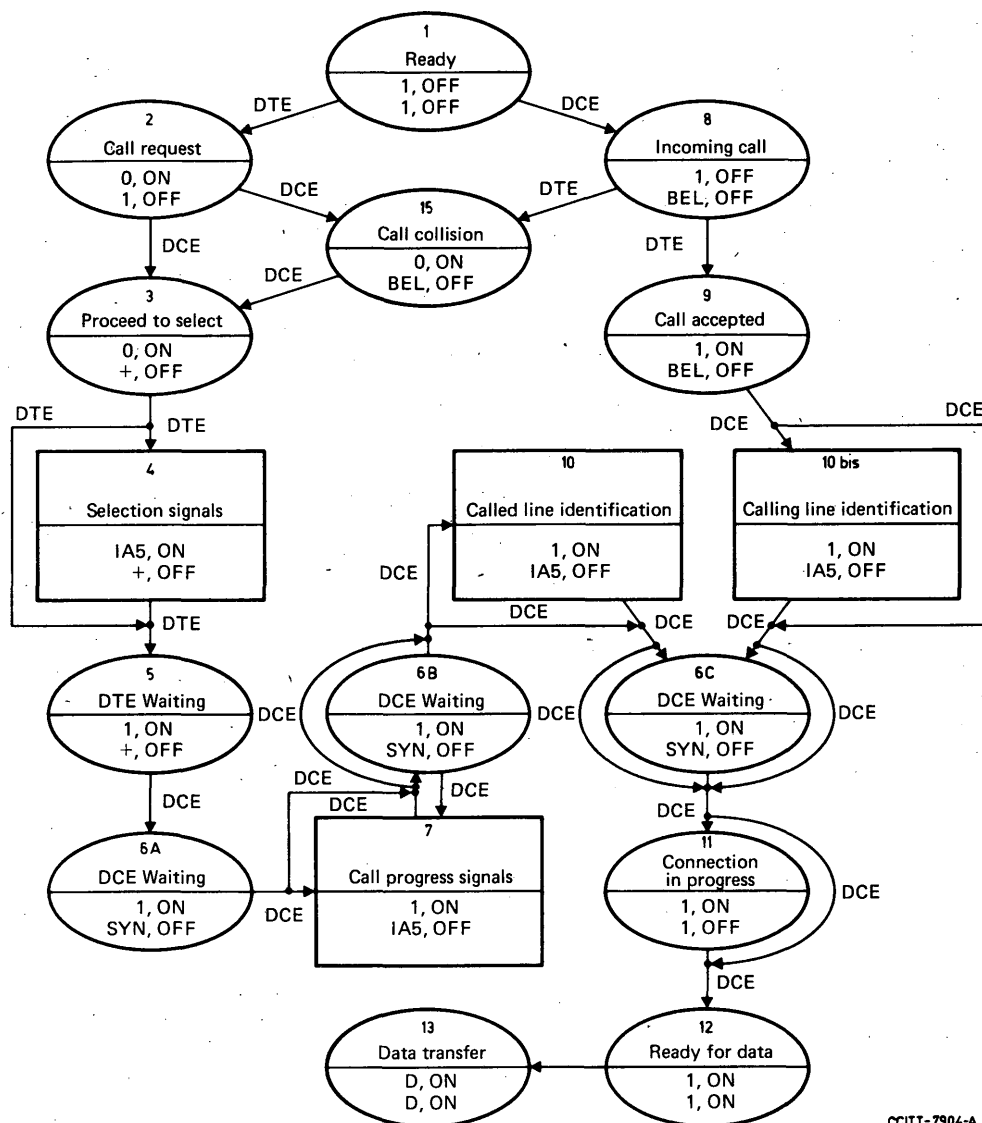 1
Ready
1, OFF
1, OFF
DTE
DCE
2
Call request
0, ON
1, OFF
8
Incoming call
1, OFF
BEL, OFF
DCE
DTE
15
Call collision
0, ON
BEL, OFF
DCE
DCE
DTE
3
Proceed to select
0, ON
+, OFF
9
Call accepted
1, ON
BEL, OFF
DTE
DTE
DCE
DCE
4
Selection signals
IA5, ON
+, OFF
10
Called line identification
1, ON
IA5, OFF
10 bis
Calling line identification
1, ON
IA5, OFF
DCE
DTE
DCE
DCE
DCE
5
DTE Waiting
1, ON
+, OFF
DCE
6B
DCE Waiting
1, ON
SYN, OFF
DCE
6C
DCE Waiting
1, ON
SYN, OFF
DCE
DCE
DCE
DCE
DCE
DCE
6A
DCE Waiting
1, ON
SYN, OFF
DCE
7
Call progress signals
1, ON
IA5, OFF
11
Connection
in progress
1, ON
1, OFF
DCE
DCE
13
Data transfer
D, ON
D, ON
12
Ready for data
1, ON
1, ON
CCITT-7904-A